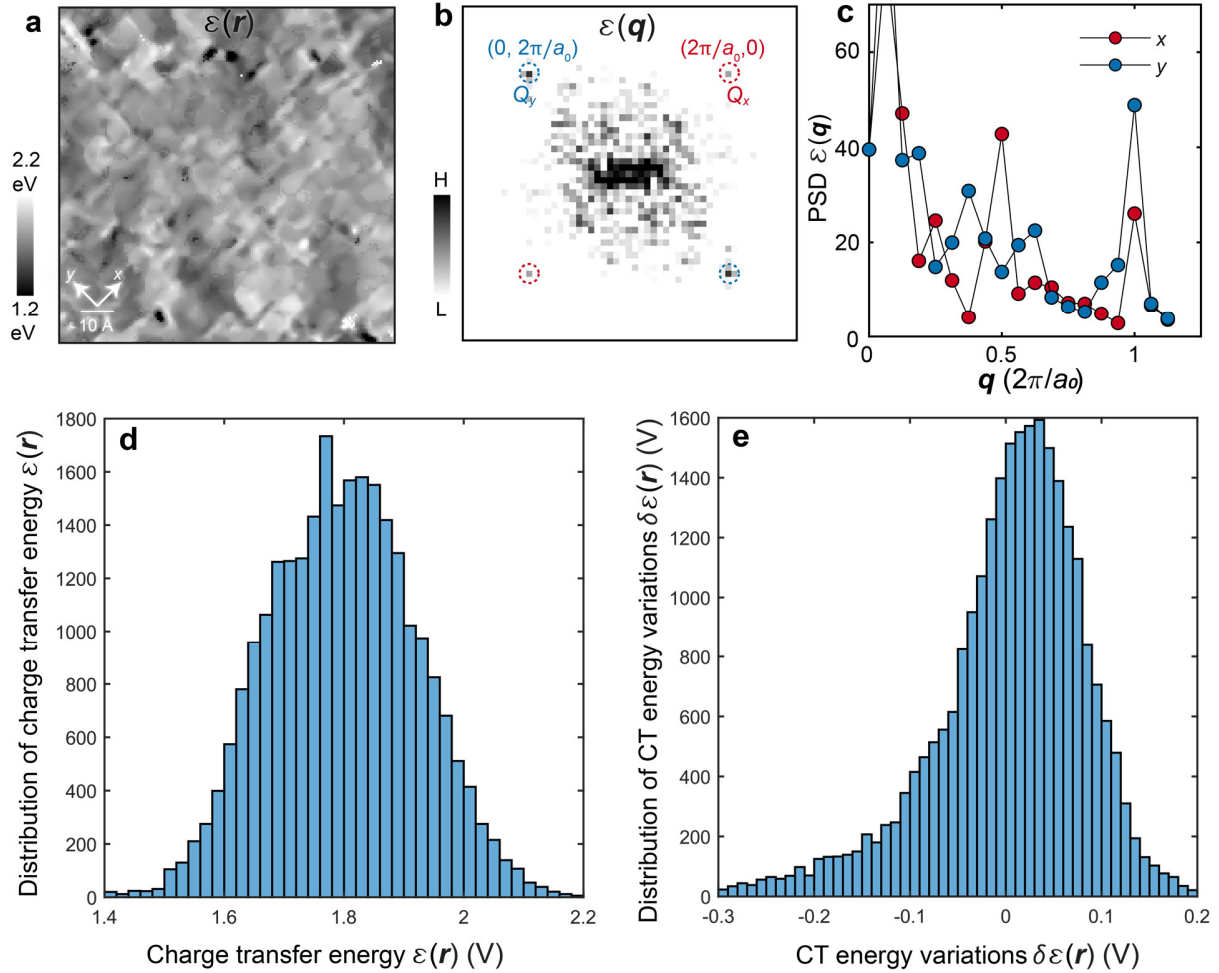 a
ε(r)
2.2
eV
1.2
eV
y
x
10 Å
b
ε(q)
(0, 2π/a₀)
(2π/a₀,0)
Qy
Qx
H
L
c
x
y
60
40
20
0
0
0.5
1
PSD ε(q)
q (2π/a₀)
d
1800
1600
1400
1200
1000
800
600
400
200
0
1.4
1.6
1.8
2
2.2
Distribution of charge transfer energy ε(r)
Charge transfer energy ε(r) (V)
e
1600
1400
1200
1000
800
600
400
200
0
-0.3
-0.2
-0.1
0
0.1
0.2
Distribution of CT energy variations δε(r) (V)
CT energy variations δε(r) (V)